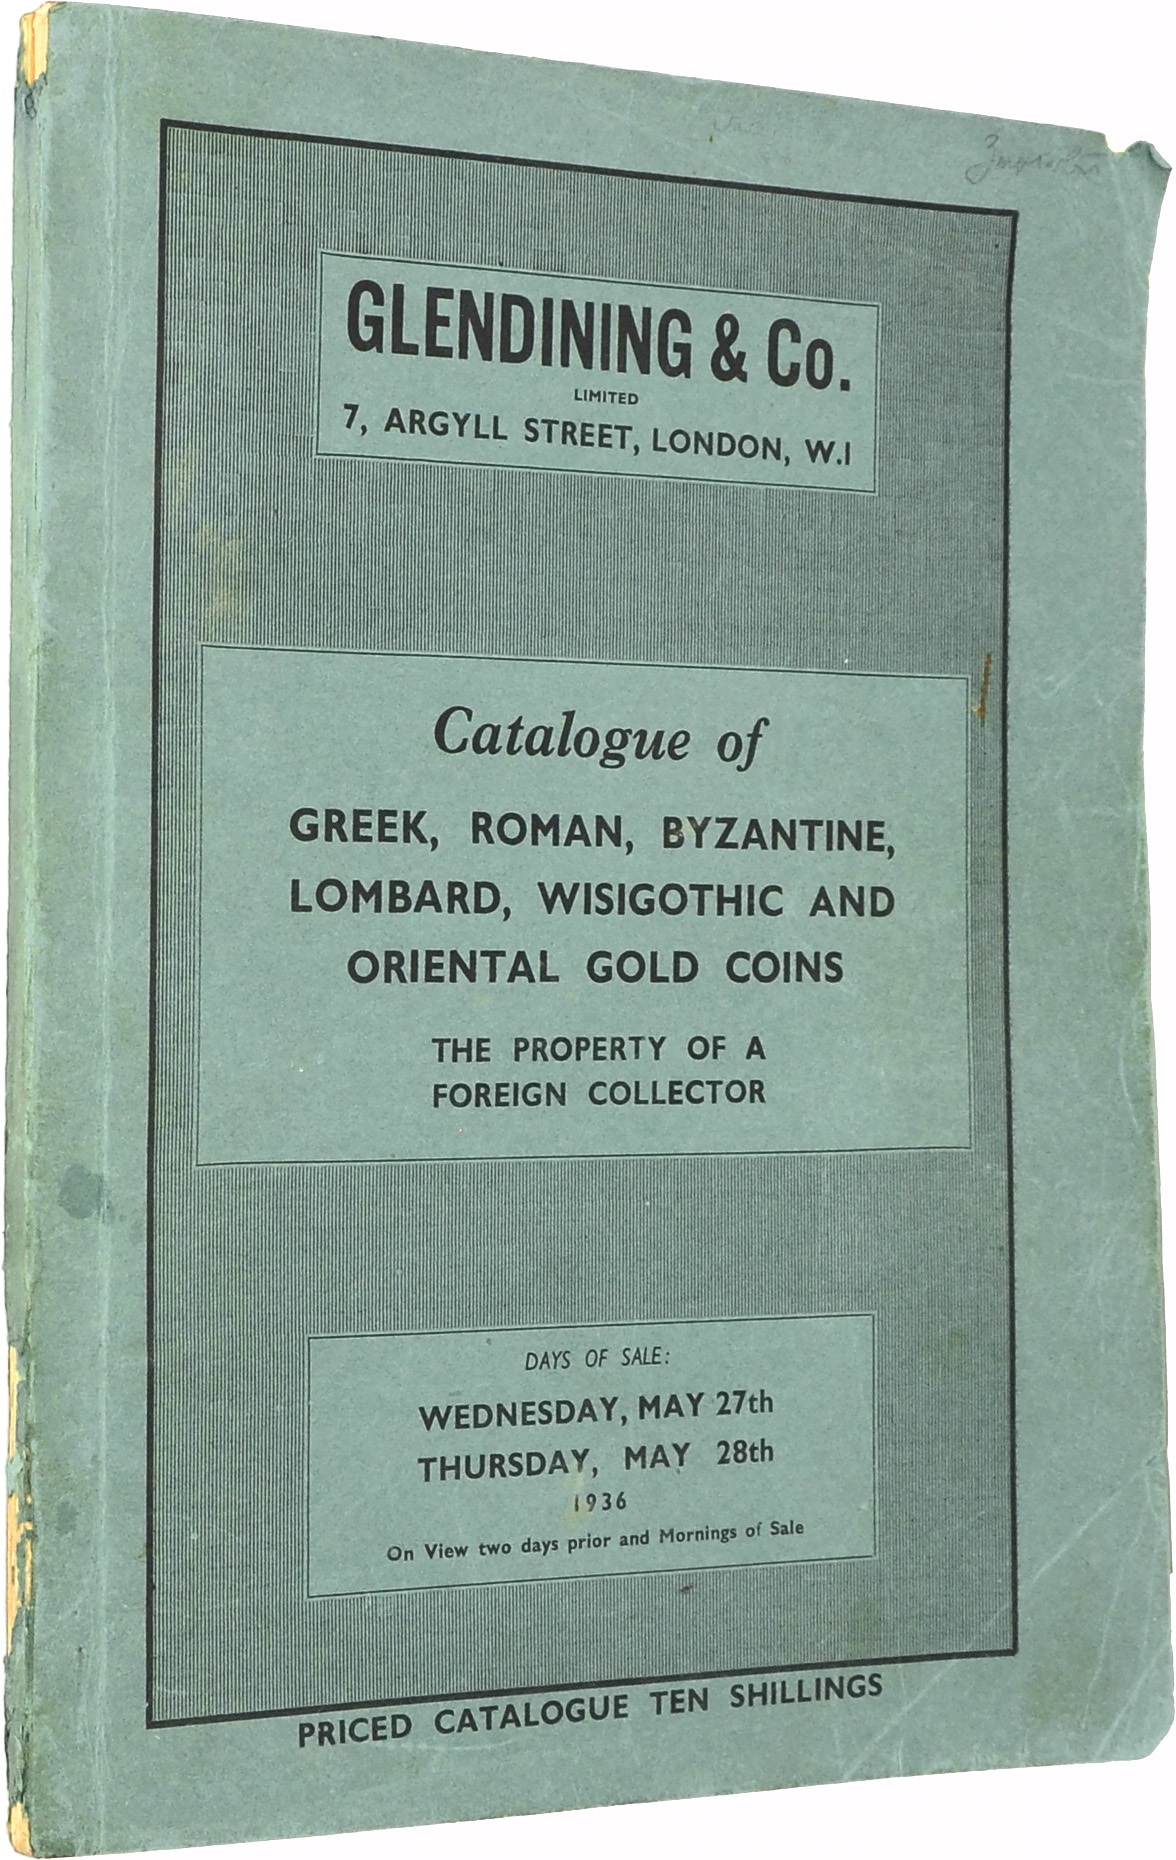 GLENDINING & Co.
LIMITED
7, ARGYLL STREET, LONDON, W.1
Catalogue of
GREEK, ROMAN, BYZANTINE,
LOMBARD, WISIGOTHIC AND
ORIENTAL GOLD COINS
THE PROPERTY OF A
FOREIGN COLLECTOR
DAYS OF SALE:
WEDNESDAY, MAY 27th
THURSDAY, MAY 28th
1936
On View two days prior and Mornings of Sale
PRICED CATALOGUE TEN SHILLINGS